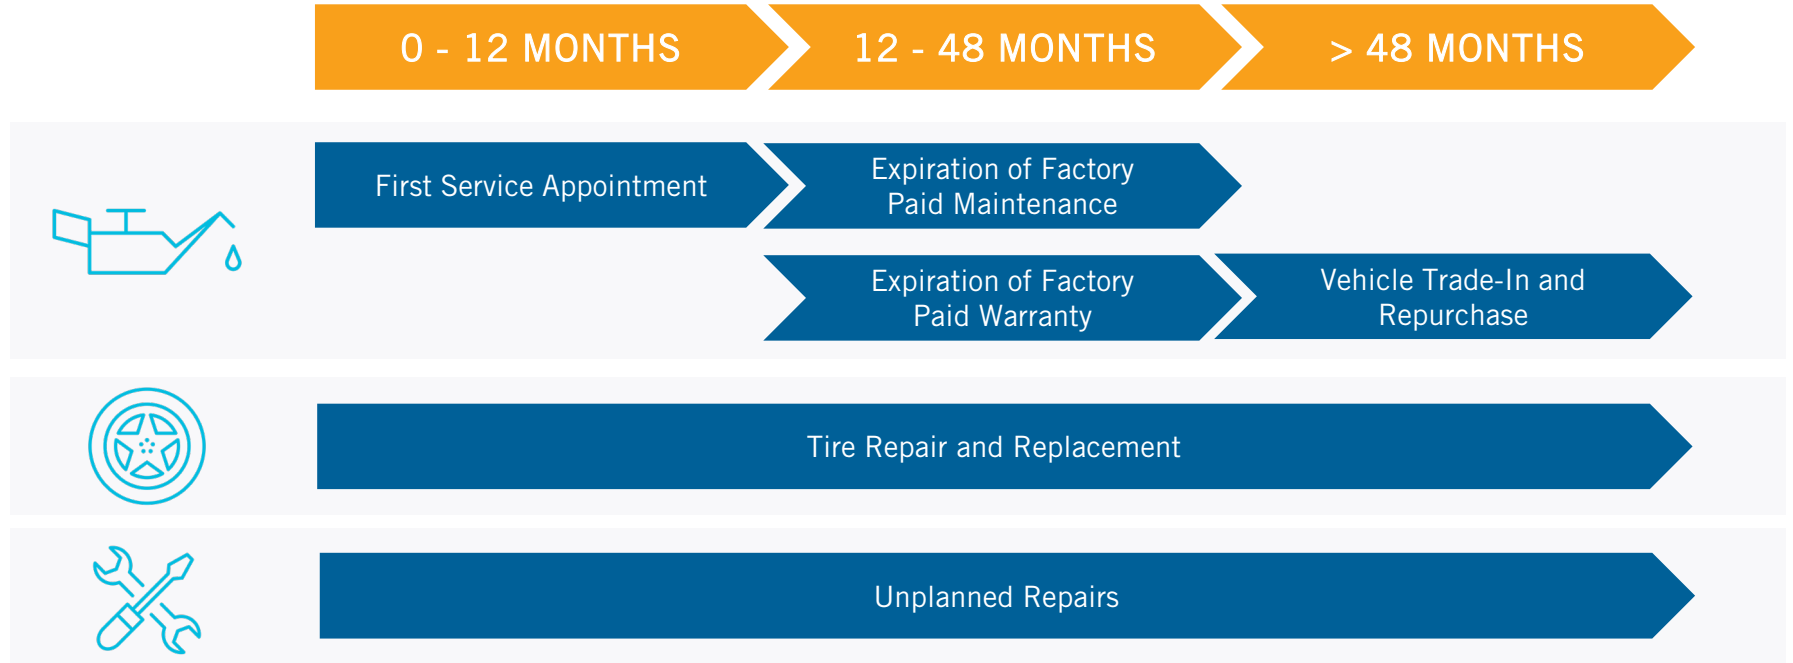 0 - 12 MONTHS
12 - 48 MONTHS
> 48 MONTHS
First Service Appointment
Expiration of Factory
Paid Maintenance
Expiration of Factory
Paid Warranty
Vehicle Trade-In and
Repurchase
Tire Repair and Replacement
Unplanned Repairs